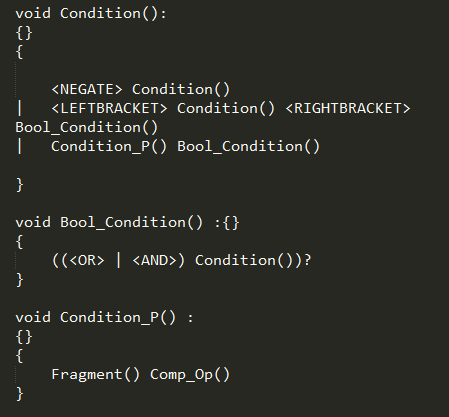 void Condition():
{}
{
<NEGATE> Condition()
| <LEFTBRACKET> Condition() <RIGHTBRACKET>
Bool_Condition()
| Condition_P() Bool_Condition()
}
void Bool_Condition() :{}
{
((<OR> | <AND>) Condition())?
}
void Condition_P() :
{}
{
Fragment() Comp_Op()
}